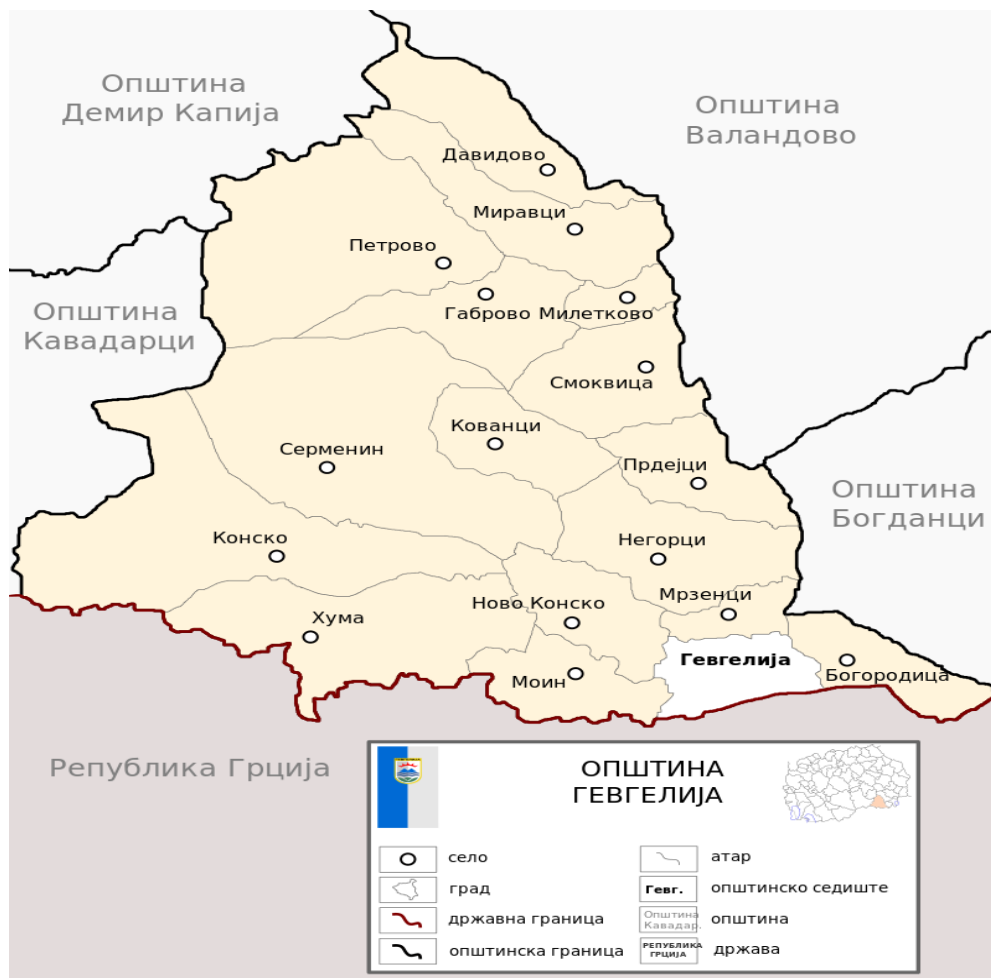 Општина
Демир Капија
Општина
Валандово
Давидово
Миравци
Петрово
Габрово
Милетково
Општина
Кавадарци
Смоквица
Кованци
Серменин
Прдејци
Општина
Богданци
Конско
Негорци
Мрзенци
Ново Конско
Хума
Гевгелија
Моин
Богородица
Република Грција
ОПШТИНА
ГЕВГЕЛИЈА
село
град
државна граница
општинска граница
атар
Гевг.
општинско седиште
Општина
Кавадар.
општина
РЕПУБЛИКА
ГРЦИЈА
држава